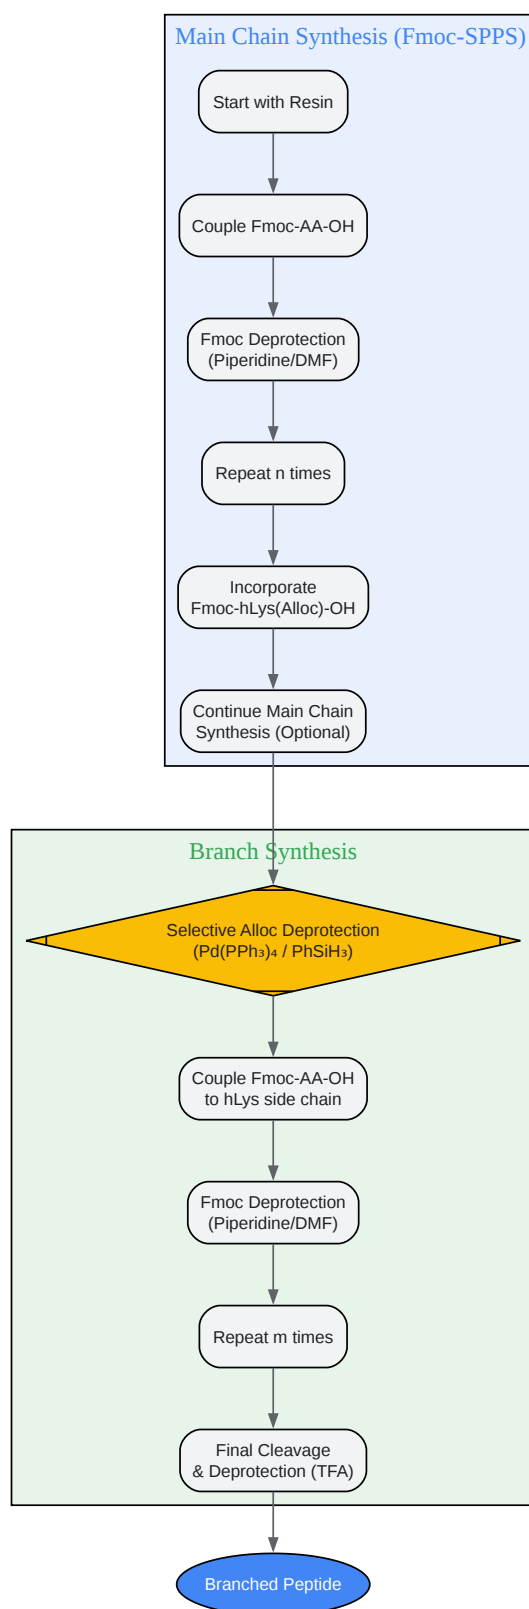 Main Chain Synthesis (Fmoc-SPPS)
Start with Resin
Couple Fmoc-AA-OH
Fmoc Deprotection
(Piperidine/DMF)
Repeat n times
Incorporate
Fmoc-hLys(Alloc)-OH
Continue Main Chain
Synthesis (Optional)
Branch Synthesis
Selective Alloc Deprotection
(Pd(PPh₃)₄ / PhSiH₃)
Couple Fmoc-AA-OH
to hLys side chain
Fmoc Deprotection
(Piperidine/DMF)
Repeat m times
Final Cleavage
& Deprotection (TFA)
Branched Peptide